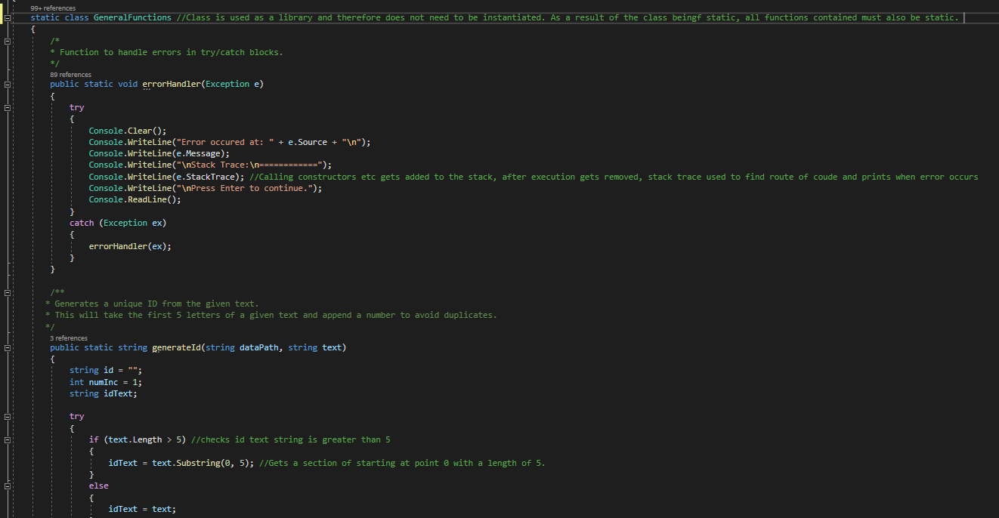 99+ references
static class GeneralFunctions //Class is used as a library and therefore does not need to be instantiated. As a result of the class beingf static, all functions contained must also be static.
{
/*
* Function to handle errors in try/catch blocks.
*/
89 references
public static void errorHandler(Exception e)
{
try
{
Console.Clear();
Console.WriteLine("Error occured at: " + e.Source + "\n");
Console.WriteLine(e.Message);
Console.WriteLine("\nStack Trace:\n============");
Console.WriteLine(e.StackTrace); //Calling constructors etc gets added to the stack, after execution gets removed, stack trace used to find route of coude and prints when error occurs
Console.WriteLine("\nPress Enter to continue.");
Console.ReadLine();
}
catch (Exception ex)
{
errorHandler(ex);
}
}
/**
* Generates a unique ID from the given text.
* This will take the first 5 letters of a given text and append a number to avoid duplicates.
*/
3 references
public static string generateId(string dataPath, string text)
{
string id = "";
int numInc = 1;
string idText;
try
{
if (text.Length > 5) //checks id text string is greater than 5
{
idText = text.Substring(0, 5); //Gets a section of starting at point 0 with a length of 5.
}
else
{
idText = text;